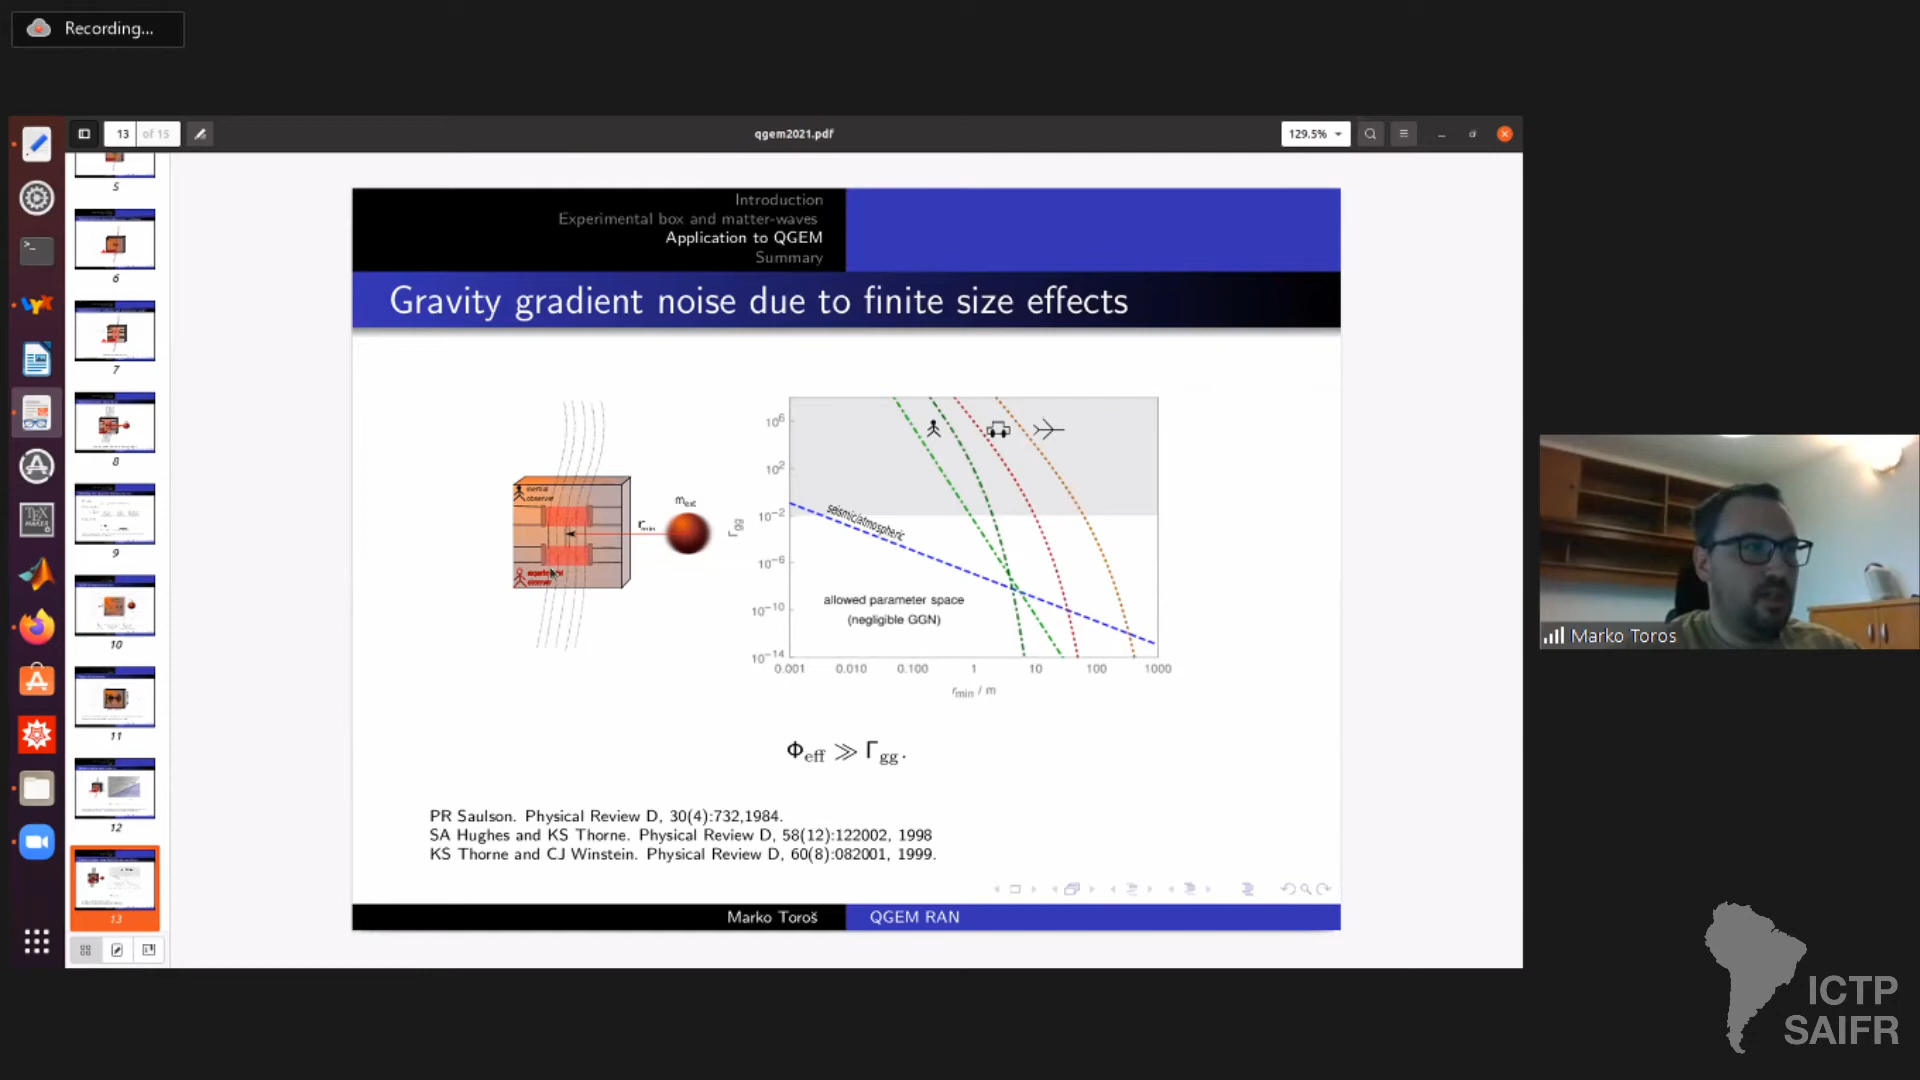 Recording...
13 of 15
qgem2021.pdf
129.5%
5
6
7
8
9
10
11
12
13
Introduction
Experimental box and matter-waves
Application to QGEM
Summary
Gravity gradient noise due to finite size effects
inertial
observer
experimental
observer
r_min
m_ext
Γgg
10^6
10^2
10^-2
10^-6
10^-10
10^-14
seismic/atmospheric
allowed parameter space
(negligible GGN)
0.001 0.010 0.100 1 10 100 1000
r_min / m
Φ_eff ≫ Γ_gg.
PR Saulson. Physical Review D, 30(4):732,1984.
SA Hughes and KS Thorne. Physical Review D, 58(12):122002, 1998
KS Thorne and CJ Winstein. Physical Review D, 60(8):082001, 1999.
Marko Toroš QGEM RAN
Marko Toros
ICTP
SAIFR